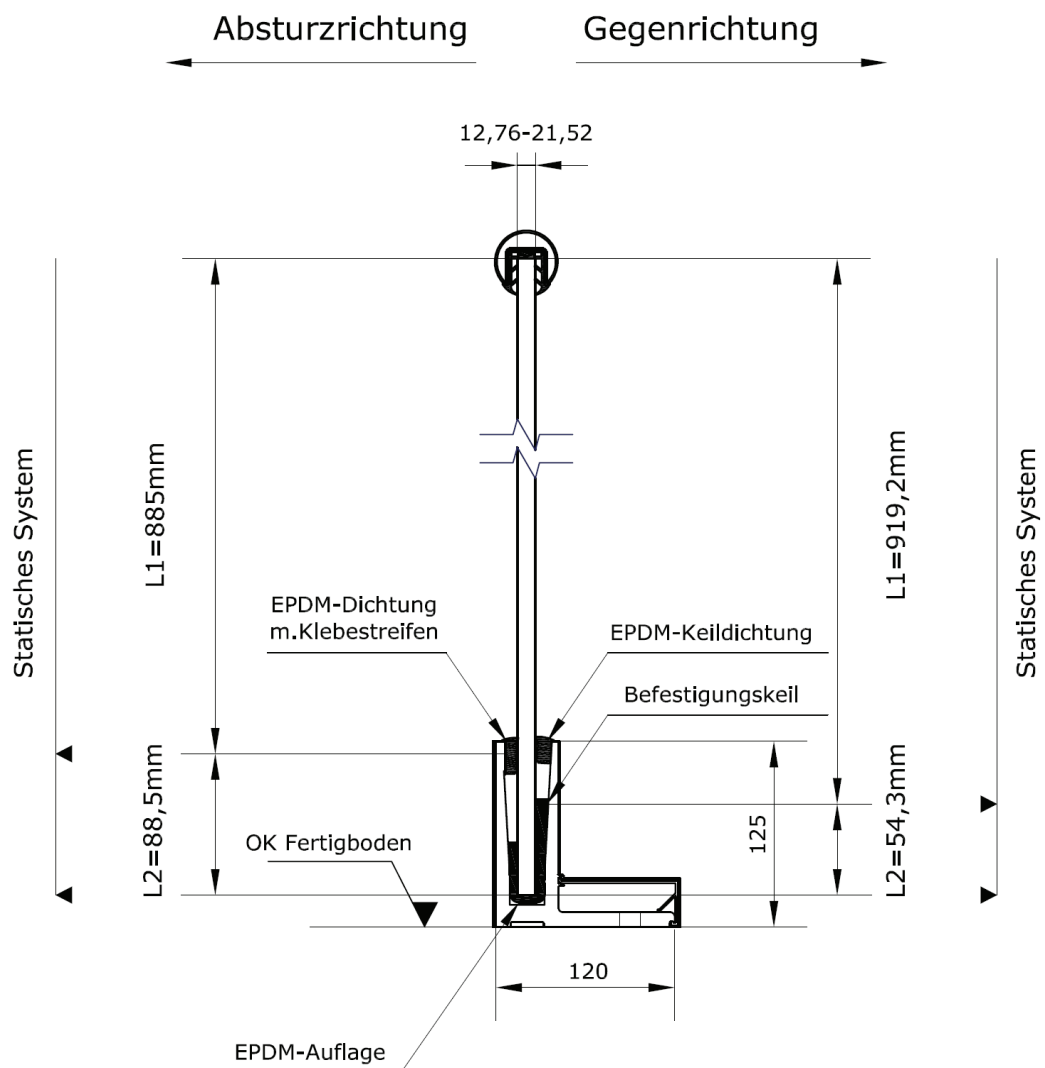 Absturzrichtung
Gegenrichtung
12,76-21,52
Statisches System
L1=885mm
L1=919,2mm
Statisches System
EPDM-Dichtung
m.Klebestreifen
EPDM-Keildichtung
Befestigungskeil
L2=88,5mm
OK Fertigboden
125
L2=54,3mm
120
EPDM-Auflage